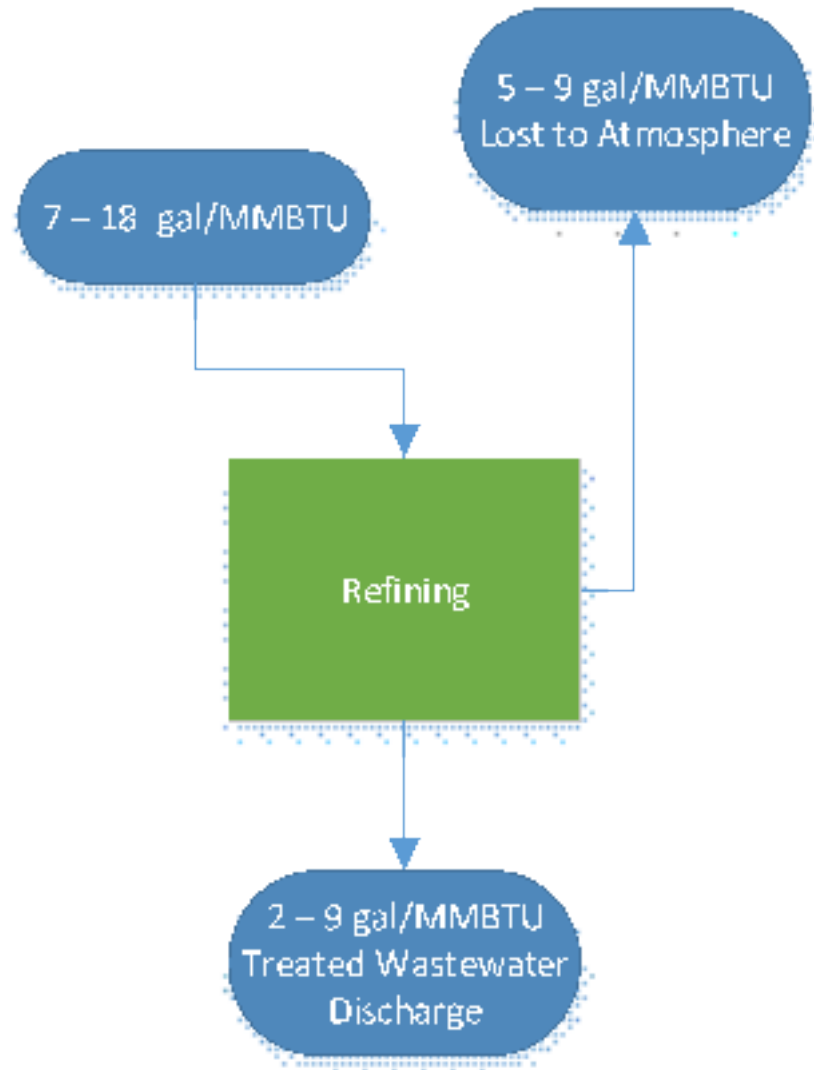 5 – 9 gal/MMBTU
Lost to Atmosphere
7 – 18 gal/MMBTU
Refining
2 – 9 gal/MMBTU
Treated Wastewater
Discharge